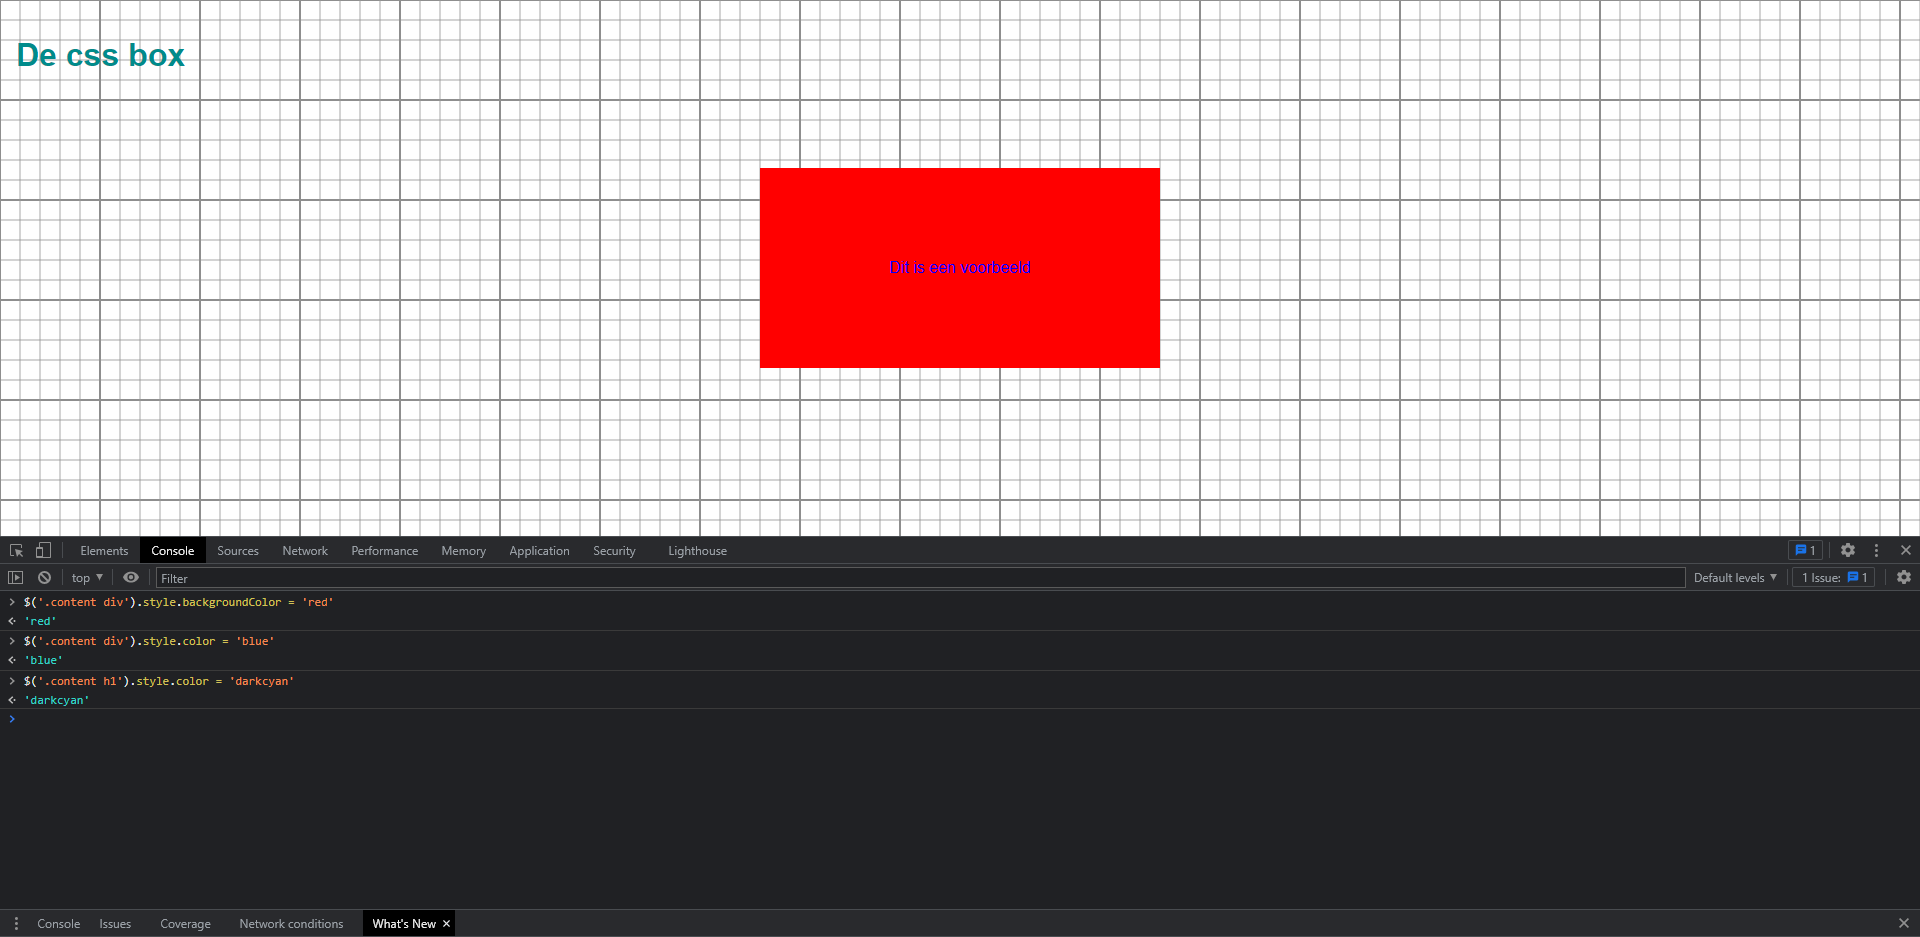 De css box
Dit is een voorbeeld
Elements Console Sources Network Performance Memory Application Security Lighthouse 1
top Filter Default levels 1 Issue: 1
$('.content div').style.backgroundColor = 'red'
'red'
$('.content div').style.color = 'blue'
'blue'
$('.content h1').style.color = 'darkcyan'
'darkcyan'
Console Issues Coverage Network conditions What's New